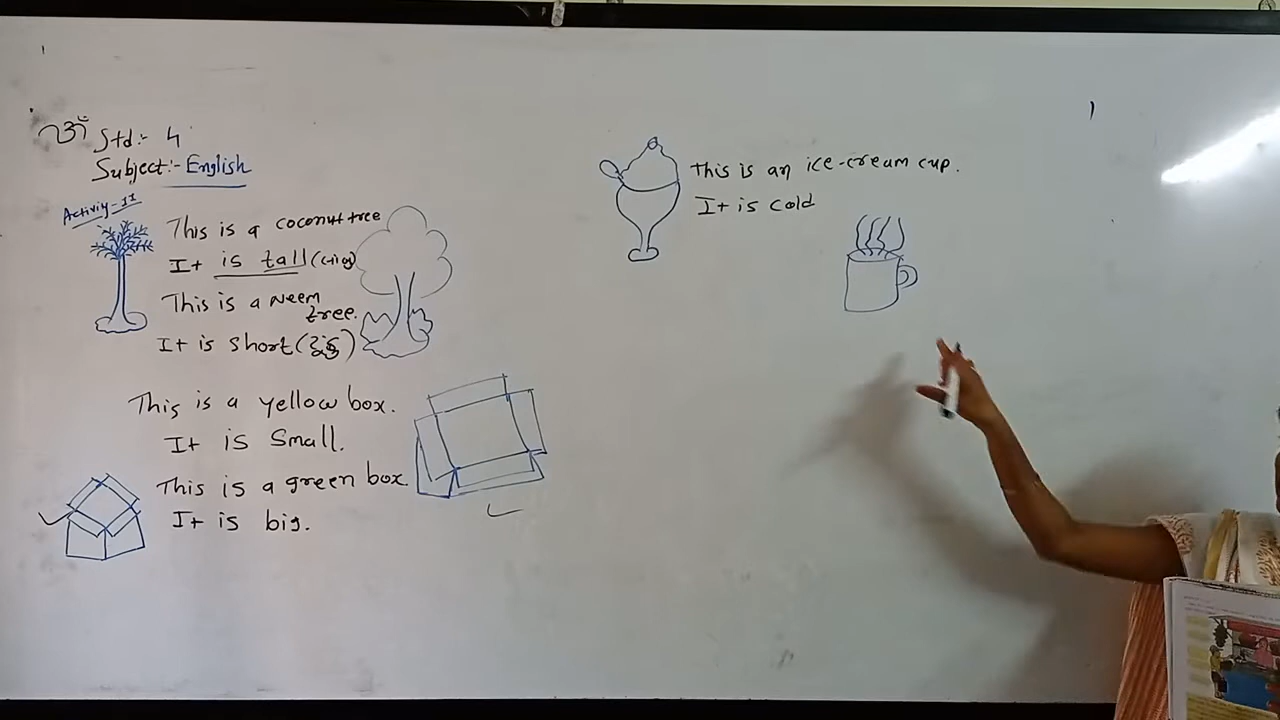 ॐ
Std:- 4
Subject:- English
Activiy-11
This is a coconut tree
It is tall
This is a Neem
tree.
It is short
This is a yellow box.
It is Small.
This is a green box.
It is big.
This is an ice-cream cup.
It is cold